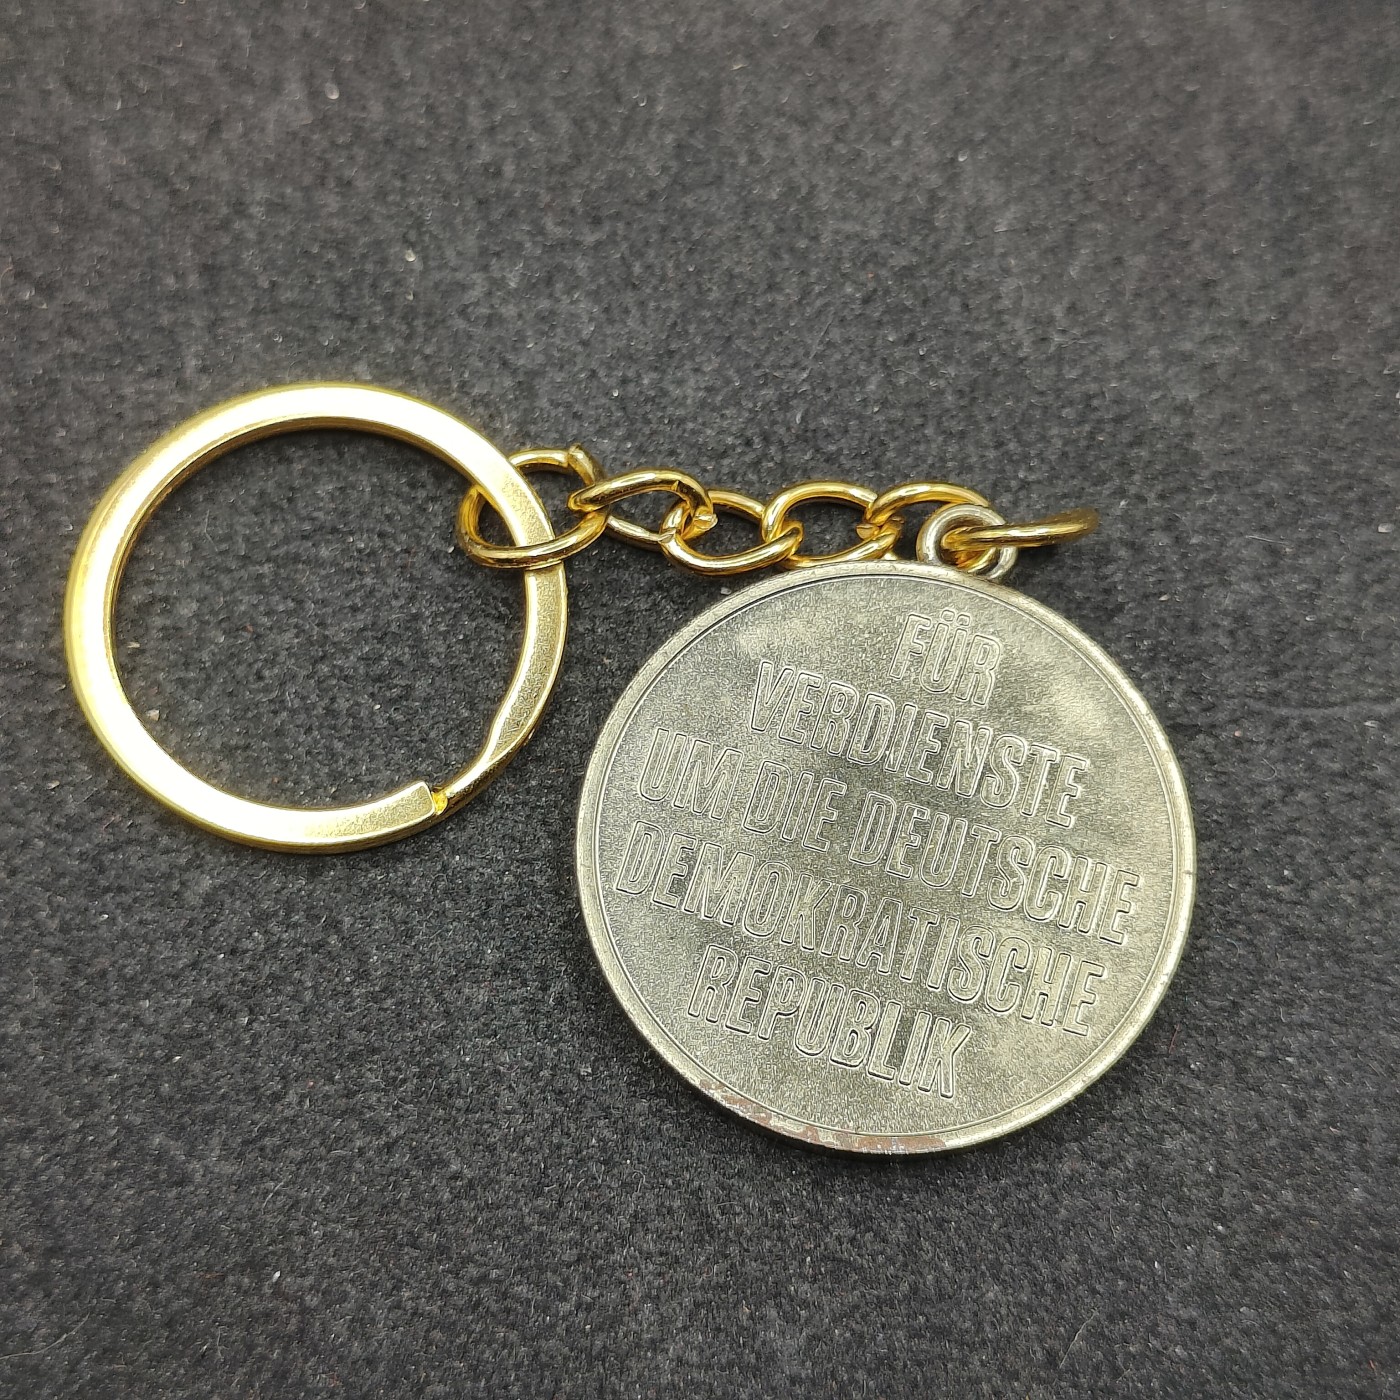 FÜR
VERDIENSTE
UM DIE DEUTSCHE
DEMOKRATISCHE
REPUBLIK